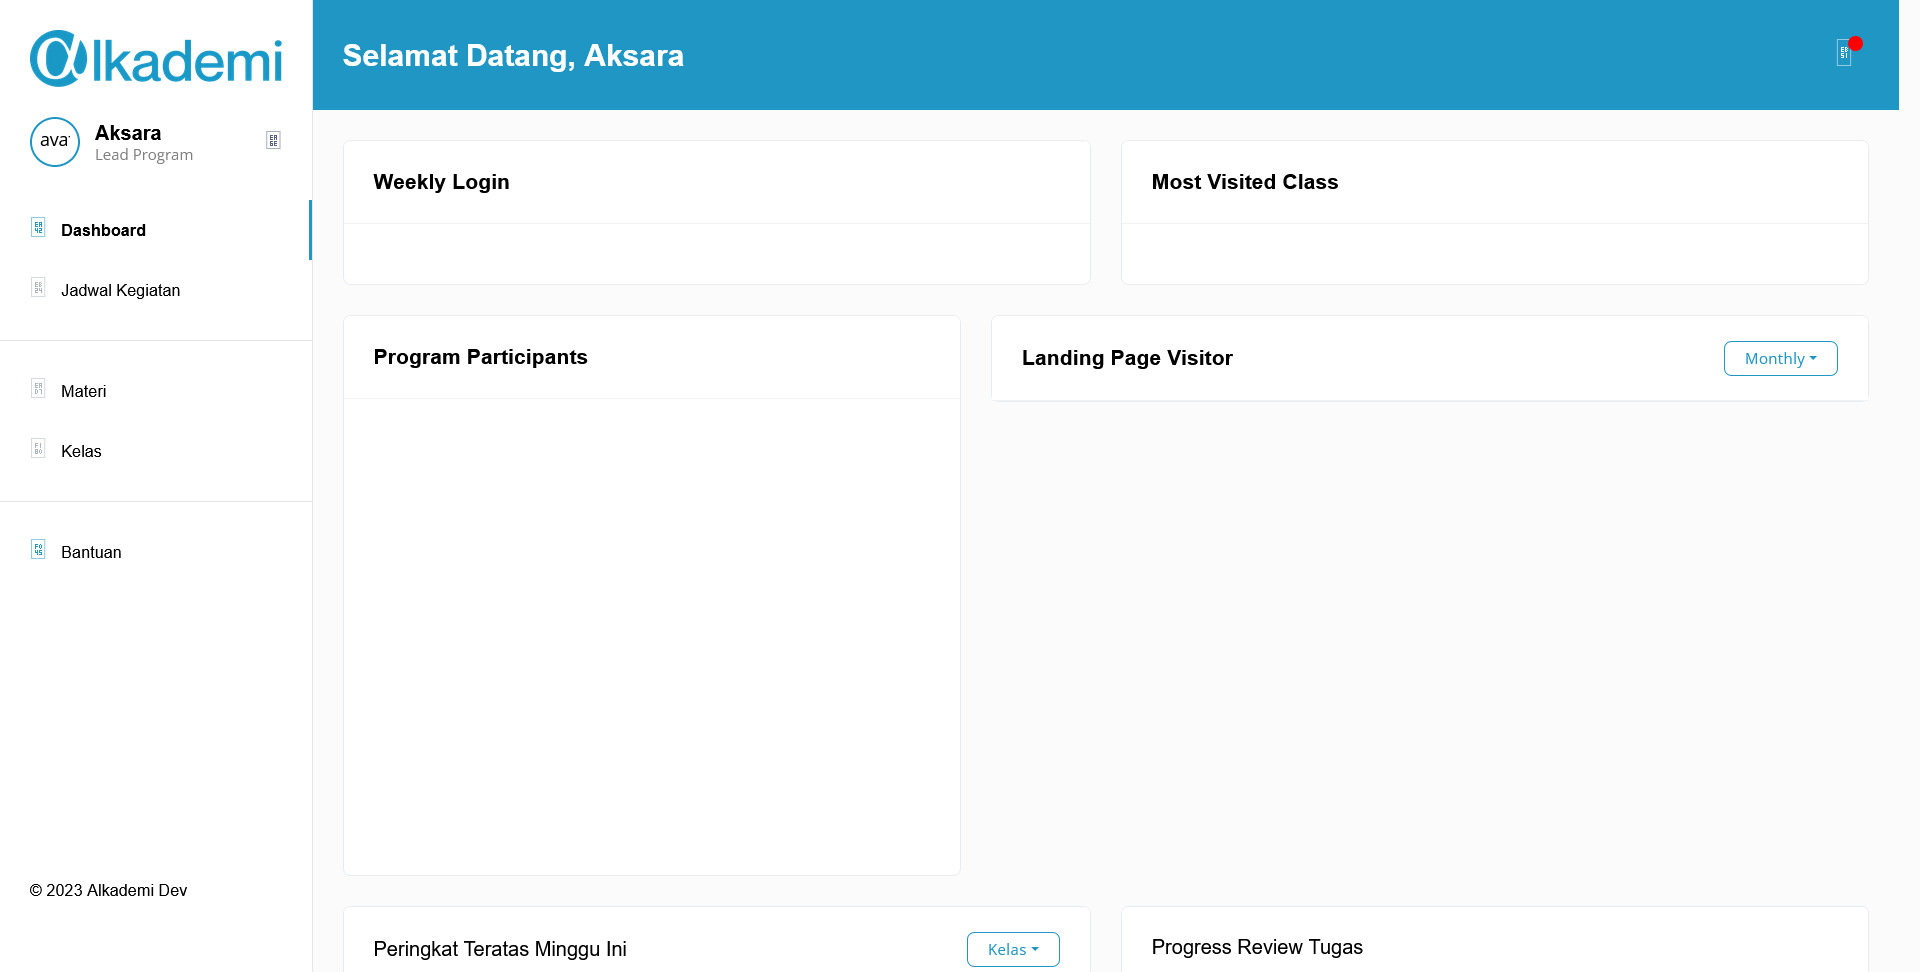 alkademi
ava
Aksara
Lead Program
Dashboard
Jadwal Kegiatan
Materi
Kelas
Bantuan
© 2023 Alkademi Dev
Selamat Datang, Aksara
Weekly Login
Most Visited Class
Program Participants
Landing Page Visitor
Monthly
Peringkat Teratas Minggu Ini
Kelas
Progress Review Tugas